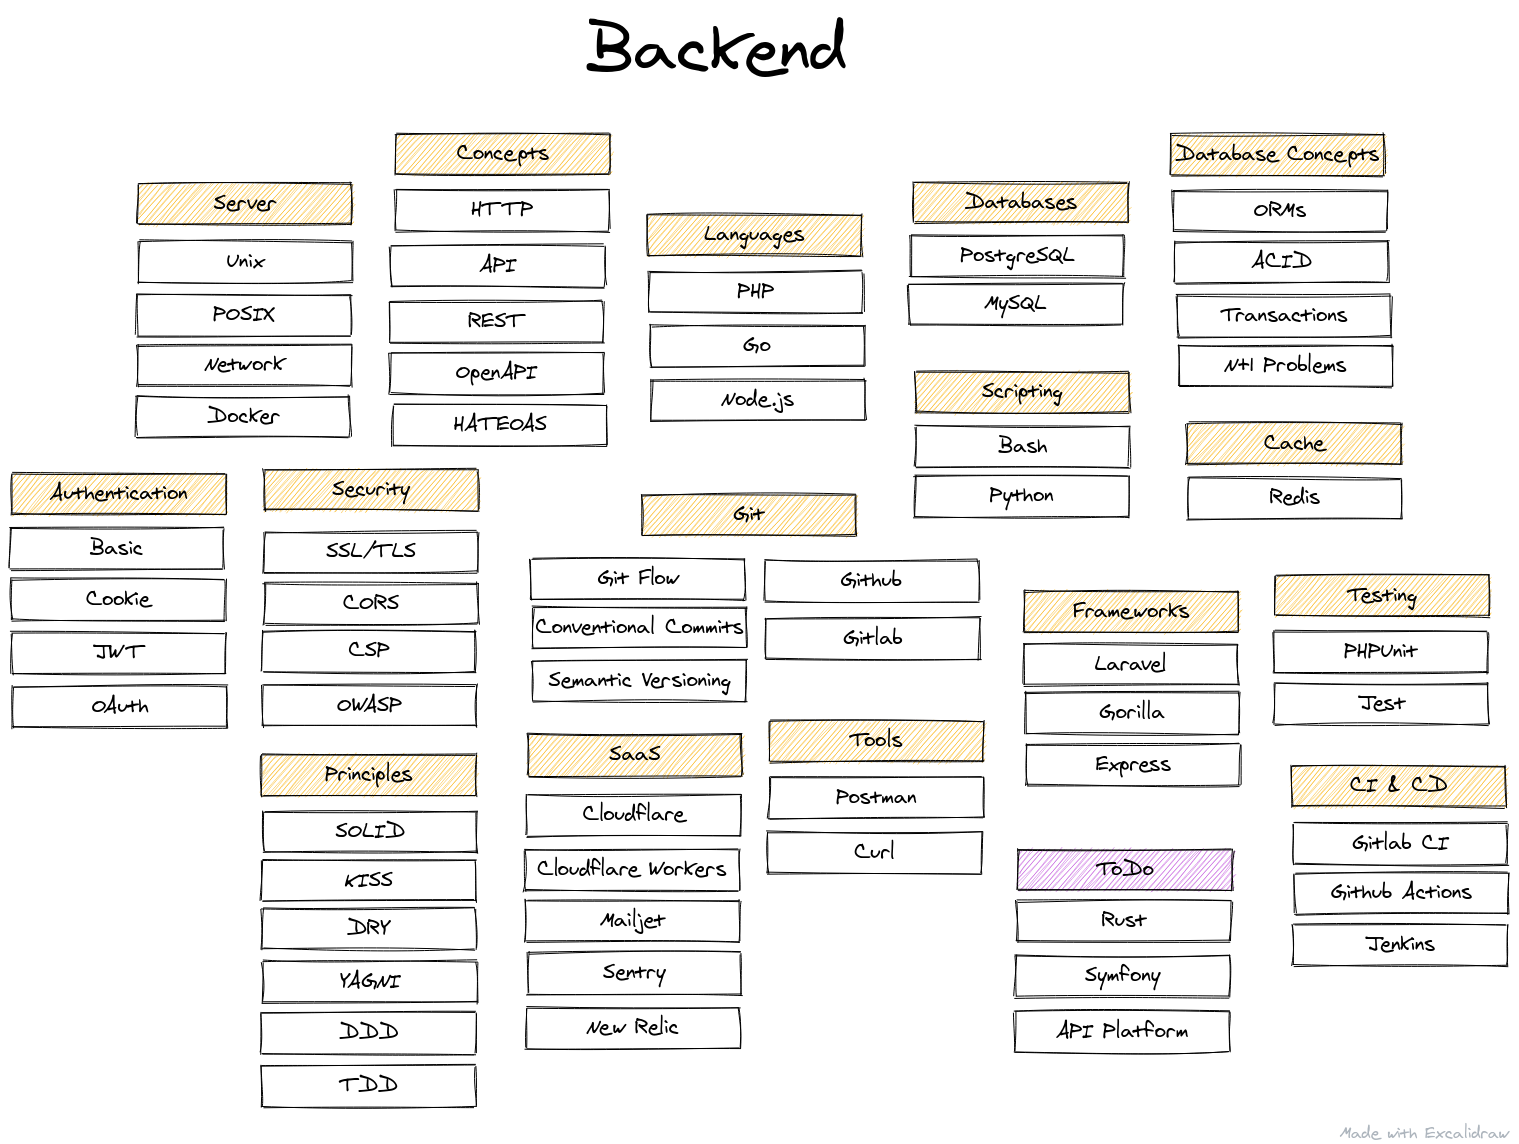 Backend
Concepts
HTTP
API
REST
OpenAPI
HATEOAS
Server
Unix
POSIX
Network
Docker
Languages
PHP
Go
Node.js
Databases
PostgreSQL
MySQL
Database Concepts
ORMs
ACID
Transactions
N+1 Problems
Scripting
Bash
Python
Cache
Redis
Authentication
Basic
Cookie
JWT
OAuth
Security
SSL/TLS
CORS
CSP
OWASP
Git
Git Flow
Conventional Commits
Semantic Versioning
Github
Gitlab
Frameworks
Laravel
Gorilla
Express
Testing
PHPUnit
Jest
Principles
SOLID
KISS
DRY
YAGNI
DDD
TDD
SaaS
Cloudflare
Cloudflare Workers
Mailjet
Sentry
New Relic
Tools
Postman
Curl
ToDo
Rust
Symfony
API Platform
CI & CD
Gitlab CI
Github Actions
Jenkins
Made with Excalidraw